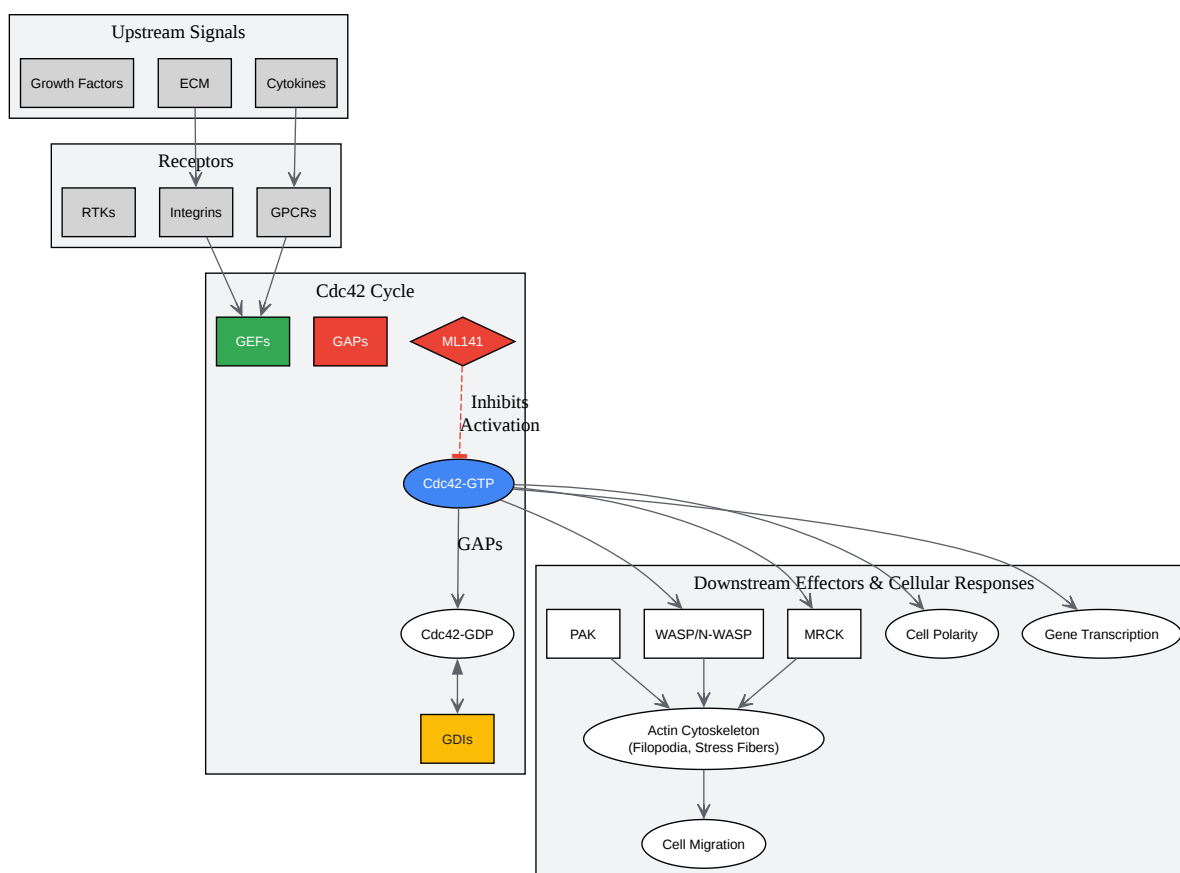 Upstream Signals
Growth Factors
ECM
Cytokines
Receptors
RTKs
Integrins
GPCRs
Cdc42 Cycle
GEFs
GAPs
ML141
Inhibits
Activation
Cdc42-GTP
GAPs
Downstream Effectors & Cellular Responses
Cdc42-GDP
PAK
WASP/N-WASP
MRCK
Cell Polarity
Gene Transcription
GDIs
Actin Cytoskeleton
(Filopodia, Stress Fibers)
Cell Migration